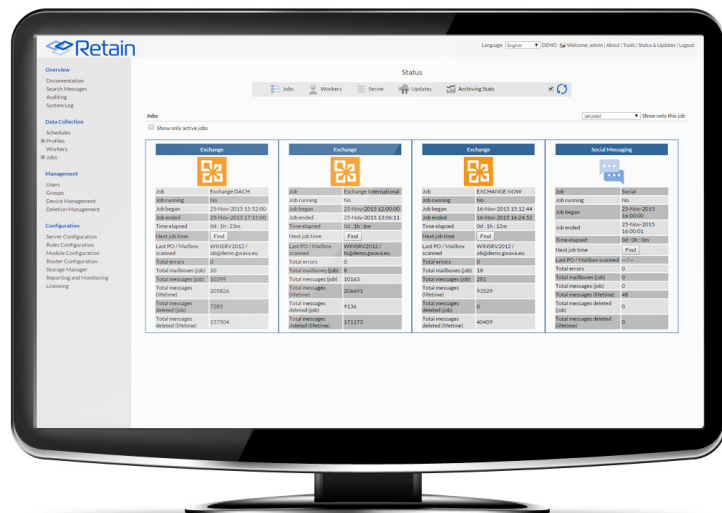 Retain
Language English DEMO Welcome, admin | About | Tools | Status & Updates | Logout
Overview
Documentation
Search Messages
Auditing
System Log
Data Collection
Schedules
Profiles
Workers
Jobs
Management
Users
Groups
Device Management
Deletion Management
Configuration
Server Configuration
Rules Configuration
Module Configuration
Router Configuration
Storage Manager
Reporting and Monitoring
Licensing
Status
Jobs Workers Server Updates Archiving Stats
Jobs
(all jobs) Show only this job
Show only active jobs
Exchange
Job Exchange DACH
Job running No
Job began 25-Nov-2015 15:52:00
Job ended 25-Nov-2015 17:15:00
Time elapsed 0d : 1h : 23m
Last PO / Mailbox WINSRV2012 /
scanned ob@demo.gwava.eu
Next job time Find
Total errors 0
Total mailboxes (job) 10
Total messages (job) 10399
Total messages
(lifetime) 205826
Total messages
deleted (job) 7285
Total messages
deleted (lifetime) 157504
Exchange
Job Exchange International
Job running No
Job began 25-Nov-2015 12:00:00
Job ended 25-Nov-2015 13:06:11
Time elapsed 0d : 1h : 6m
Last PO / Mailbox WINSRV2012 /
scanned ts@demo.gwava.eu
Next job time Find
Total errors 0
Total mailboxes (job) 8
Total messages (job) 10163
Total messages
(lifetime) 206691
Total messages
deleted (job) 9136
Total messages
deleted (lifetime) 171173
Exchange
Job EXCHANGE NOW
Job running No
Job began 16-Nov-2015 15:12:44
Job ended 16-Nov-2015 16:24:52
Time elapsed 0d : 1h : 12m
Last PO / Mailbox WINSRV2012 /
scanned ob@demo.gwava.eu
Next job time Find
Total errors 0
Total mailboxes (job) 18
Total messages (job) 281
Total messages
(lifetime) 93529
Total messages
deleted (job) 0
Total messages
deleted (lifetime) 40409
Social Messaging
Job Social
Job running No
Job began 25-Nov-2015
16:00:00
Job ended 25-Nov-2015
16:00:01
Time elapsed 0d : 0h : 0m
Next job time Find
Last PO / Mailbox scanned -- / --
Total errors 0
Total mailboxes (job) 0
Total messages (job) 0
Total messages (lifetime) 48
Total messages deleted
(job) 0
Total messages deleted
(lifetime) 0